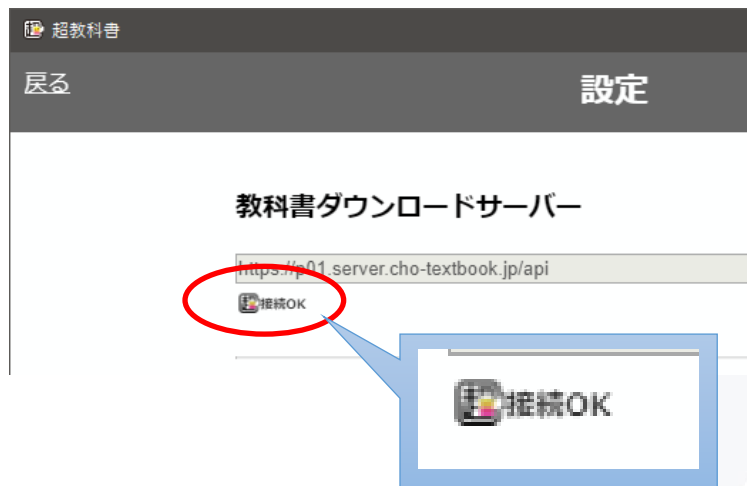 超教科書
戻る
設定
教科書ダウンロードサーバー
https://p01.server.cho-textbook.jp/api
接続OK
接続OK